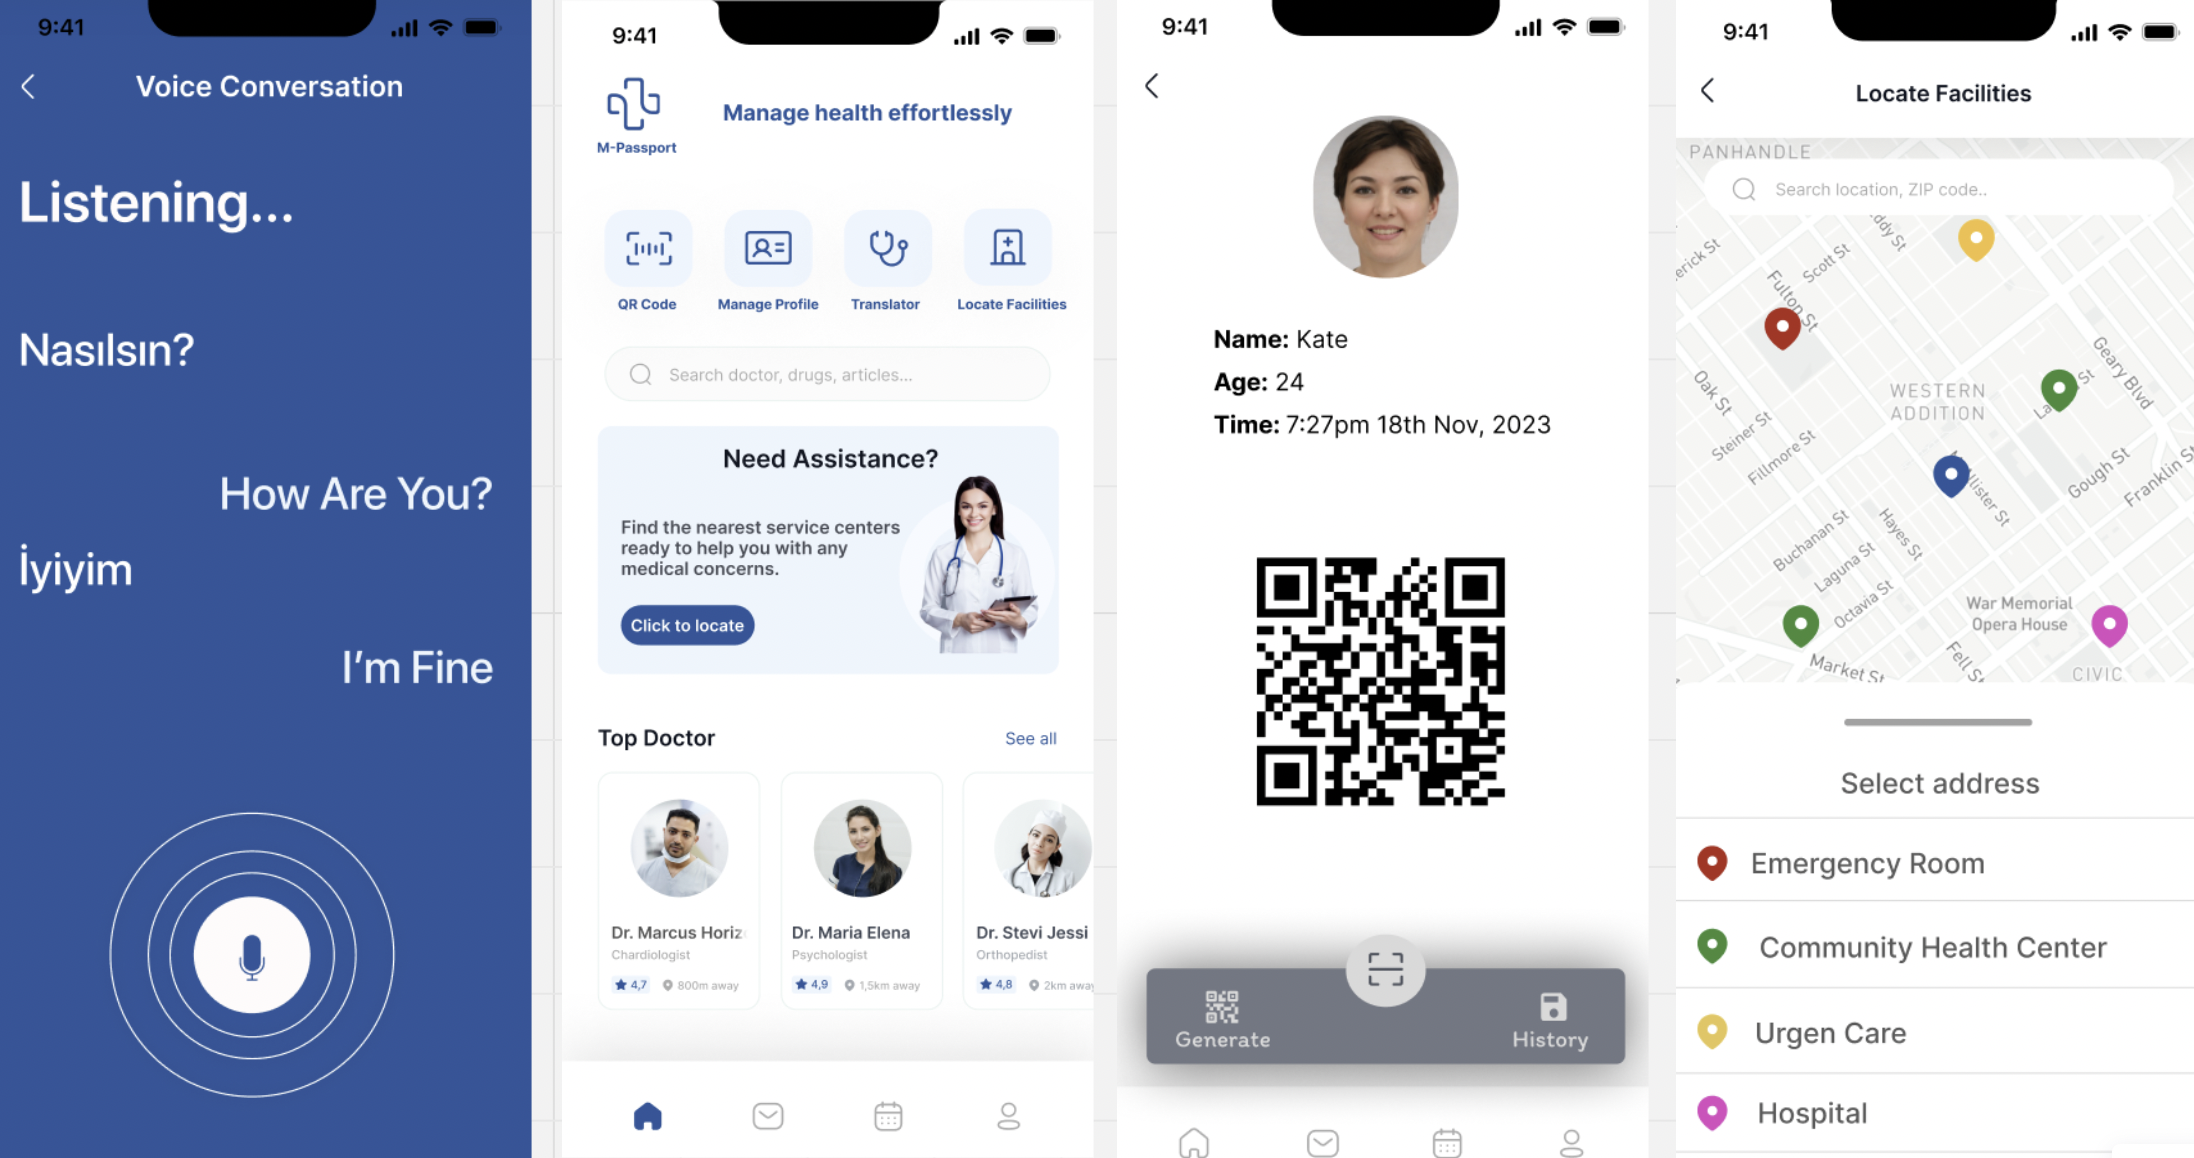 9:41
Voice Conversation
Listening...
Nasılsın?
How Are You?
İyiyim
I'm Fine
9:41
M-Passport
Manage health effortlessly
QR Code
Manage Profile
Translator
Locate Facilities
Search doctor, drugs, articles...
Need Assistance?
Find the nearest service centers
ready to help you with any
medical concerns.
Click to locate
Top Doctor
See all
Dr. Marcus Horiz
Chardiologist
4,7
800m away
Dr. Maria Elena
Psychologist
4,9
1,5km away
Dr. Stevi Jessi
Orthopedist
4,8
2km away
9:41
Name: Kate
Age: 24
Time: 7:27pm 18th Nov, 2023
Generate
History
9:41
Locate Facilities
PANHANDLE
Search location, ZIP code..
ddy St
erick St
Scott St
Fulton St
Geary Blvd
Oak St
WESTERN
ADDITION
La
St
Steiner St
Fillmore St
Gough St
Franklin S
llister St
Buchanan St
Hayes St
Laguna St
Octavia St
War Memorial
Opera House
Fell S
Market St
CIVIC
Select address
Emergency Room
Community Health Center
Urgen Care
Hospital